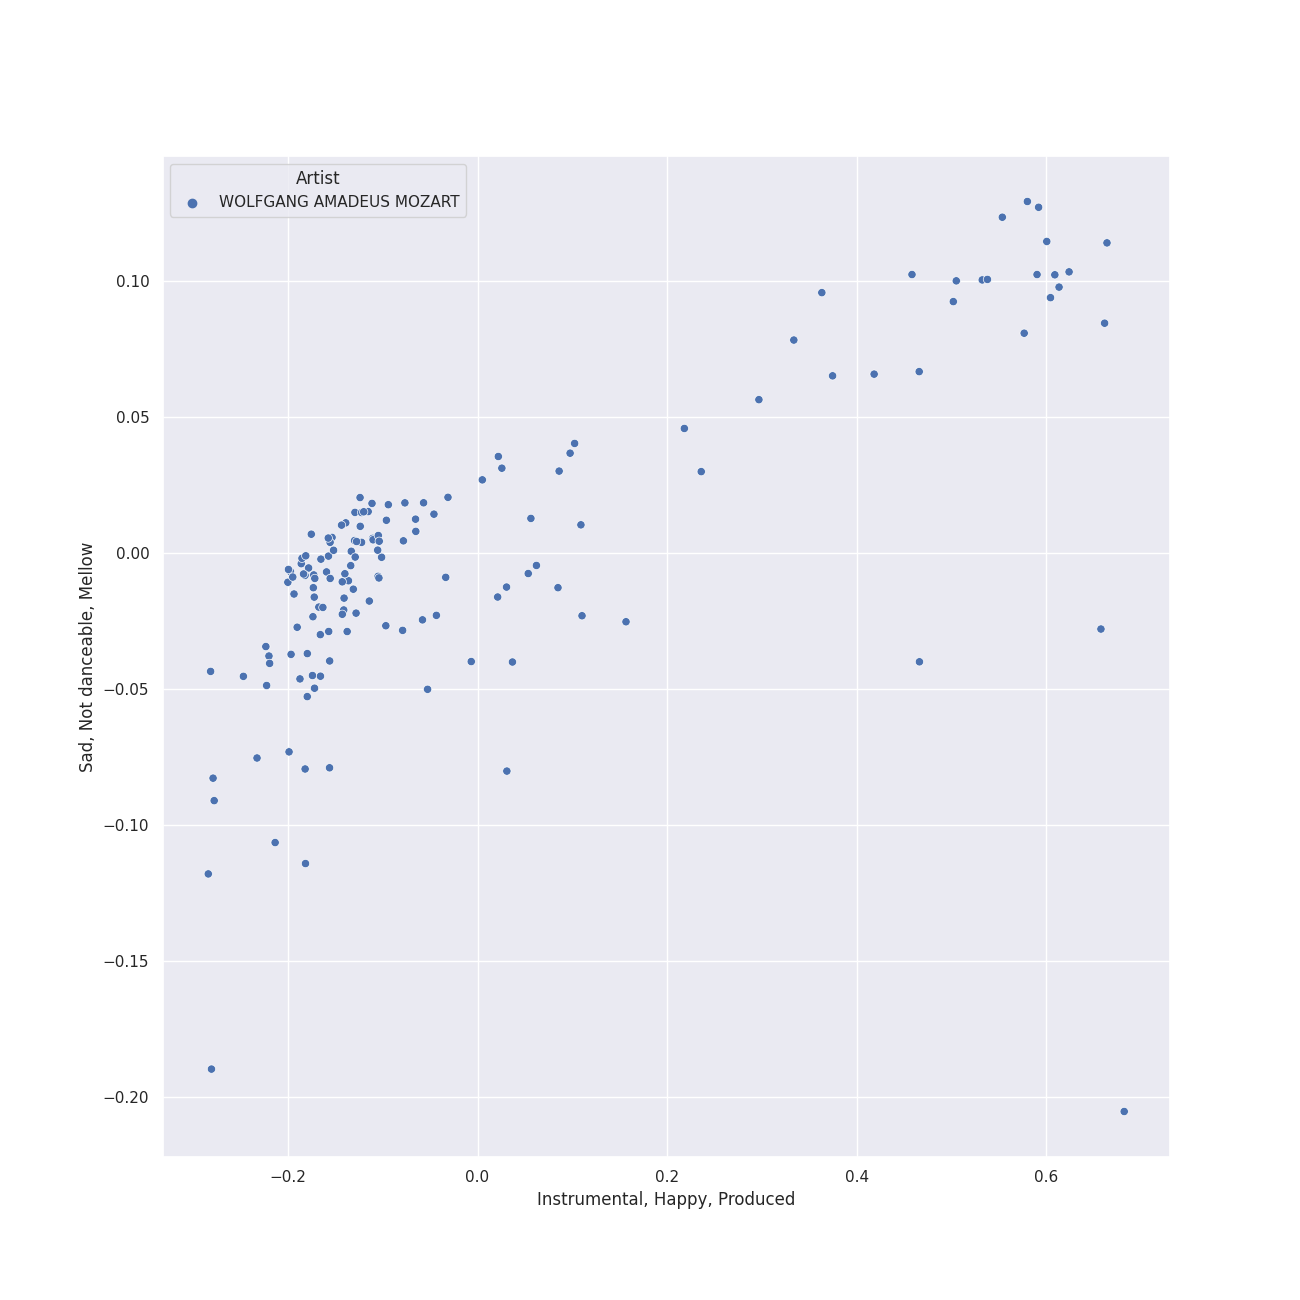 Artist
WOLFGANG AMADEUS MOZART
0.10
0.05
0.00
−0.05
−0.10
−0.15
−0.20
Sad, Not danceable, Mellow
−0.2 0.0 0.2 0.4 0.6
Instrumental, Happy, Produced